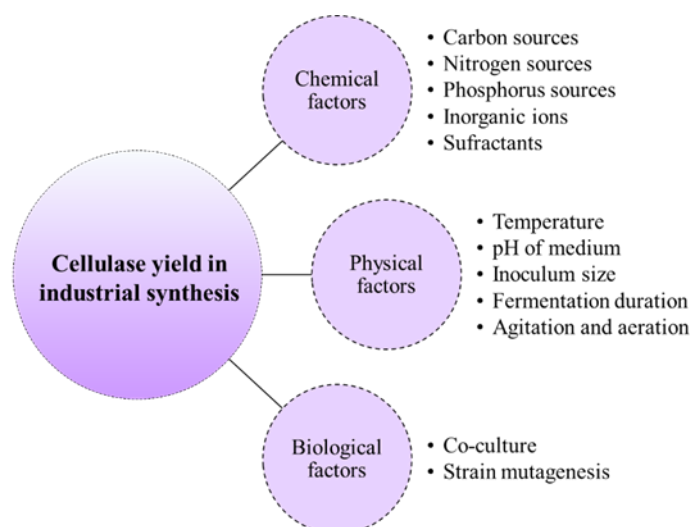 Cellulase yield in
industrial synthesis
Chemical
factors
• Carbon sources
• Nitrogen sources
• Phosphorus sources
• Inorganic ions
• Sufractants
Physical
factors
• Temperature
• pH of medium
• Inoculum size
• Fermentation duration
• Agitation and aeration
Biological
factors
• Co-culture
• Strain mutagenesis